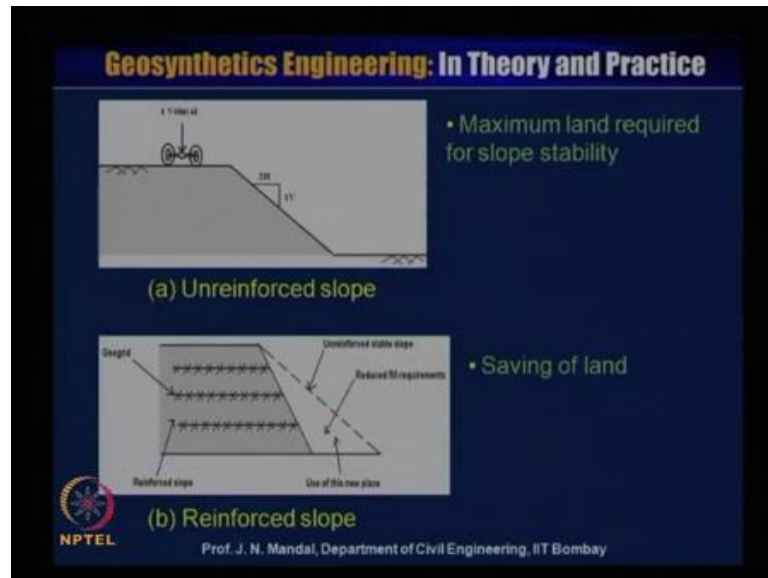 Geosynthetics Engineering: In Theory and Practice
• Maximum land required
for slope stability
1V
(a) Unreinforced slope
Geogrid
Unreinforced stable slope
Reduced fill requirements
• Saving of land
Reinforced slope
Use of this new place
(b) Reinforced slope
NPTEL
Prof. J. N. Mandal, Department of Civil Engineering, IIT Bombay